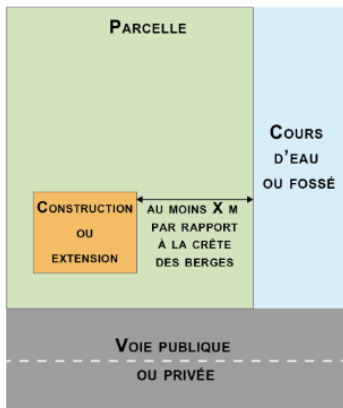 PARCELLE
COURS
D'EAU
OU FOSSÉ
CONSTRUCTION
OU
EXTENSION
AU MOINS X M
PAR RAPPORT
À LA CRÊTE
DES BERGES
VOIE PUBLIQUE
OU PRIVÉE